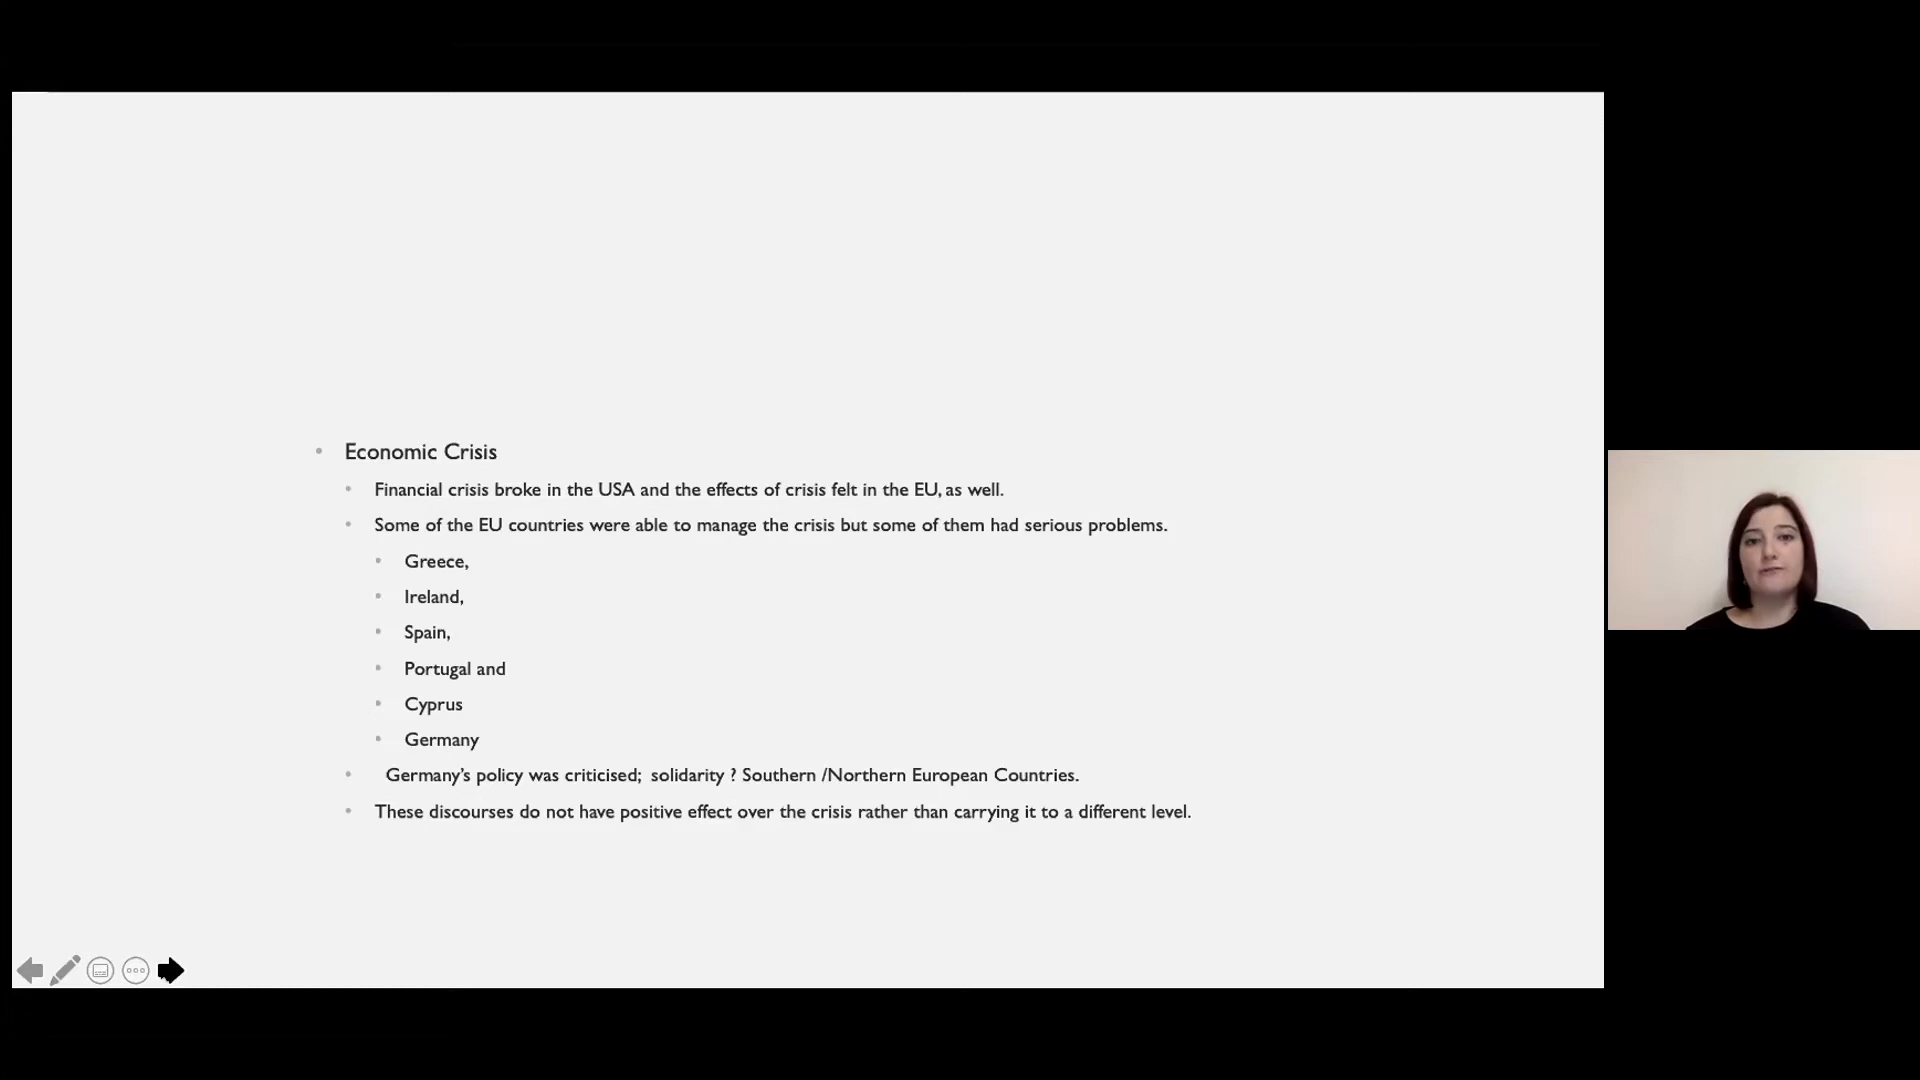 Economic Crisis
Financial crisis broke in the USA and the effects of crisis felt in the EU, as well.
Some of the EU countries were able to manage the crisis but some of them had serious problems.
Greece,
Ireland,
Spain,
Portugal and
Cyprus
Germany
Germany's policy was criticised; solidarity ? Southern /Northern European Countries.
These discourses do not have positive effect over the crisis rather than carrying it to a different level.